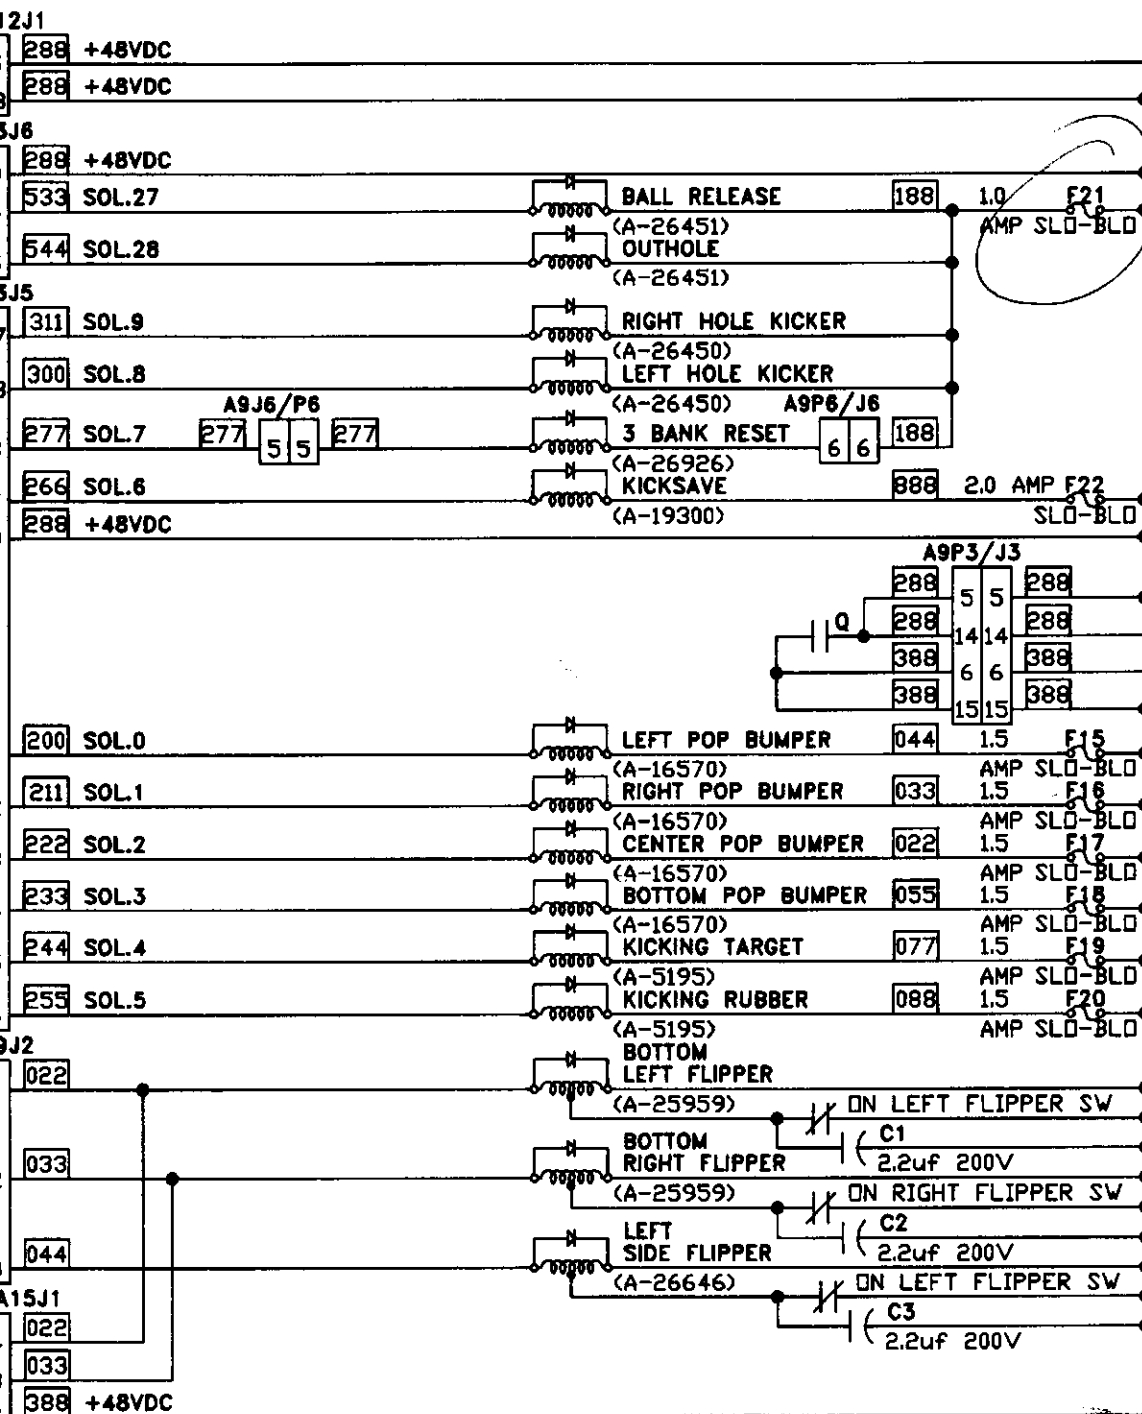 12J1
288 +48VDC
288 +48VDC
3J6
288 +48VDC
533 SOL.27 BALL RELEASE 188 1.0 F21
(A-26451) AMP SLO-BLO
544 SOL.28 OUTHOLE
(A-26451)
3J5
311 SOL.9 RIGHT HOLE KICKER
(A-26450)
300 SOL.8 LEFT HOLE KICKER
A9J6/P6 (A-26450) A9P6/J6
277 SOL.7 277 5 5 277 3 BANK RESET 6 6 188
(A-26926)
266 SOL.6 KICKSAVE 888 2.0 AMP F22
(A-19300) SLO-BLO
288 +48VDC
A9P3/J3
288 5 5 288
Q 288 14 14 288
388 6 6 388
388 15 15 388
200 SOL.0 LEFT POP BUMPER 044 1.5 F15
(A-16570) AMP SLO-BLO
211 SOL.1 RIGHT POP BUMPER 033 1.5 F16
(A-16570) AMP SLO-BLO
222 SOL.2 CENTER POP BUMPER 022 1.5 F17
(A-16570) AMP SLO-BLO
233 SOL.3 BOTTOM POP BUMPER 055 1.5 F18
(A-16570) AMP SLO-BLO
244 SOL.4 KICKING TARGET 077 1.5 F19
(A-5195) AMP SLO-BLO
255 SOL.5 KICKING RUBBER 088 1.5 F20
(A-5195) AMP SLO-BLO
9J2
BOTTOM
022 LEFT FLIPPER
(A-25959) ON LEFT FLIPPER SW
C1
2.2uf 200V
BOTTOM
033 RIGHT FLIPPER
(A-25959) ON RIGHT FLIPPER SW
C2
2.2uf 200V
LEFT
044 SIDE FLIPPER
(A-26646) ON LEFT FLIPPER SW
C3
2.2uf 200V
A15J1
022
033
388 +48VDC